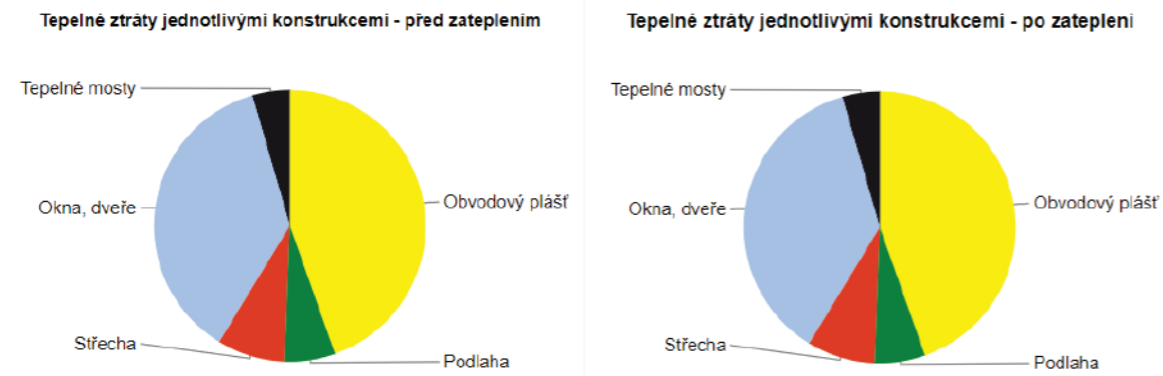 Tepelné ztráty jednotlivými konstrukcemi - před zateplením
Tepelné mosty
Okna, dveře
Obvodový plášť
Střecha
Podlaha
Tepelné ztráty jednotlivými konstrukcemi - po zateplení
Tepelné mosty
Okna, dveře
Obvodový plášť
Střecha
Podlaha